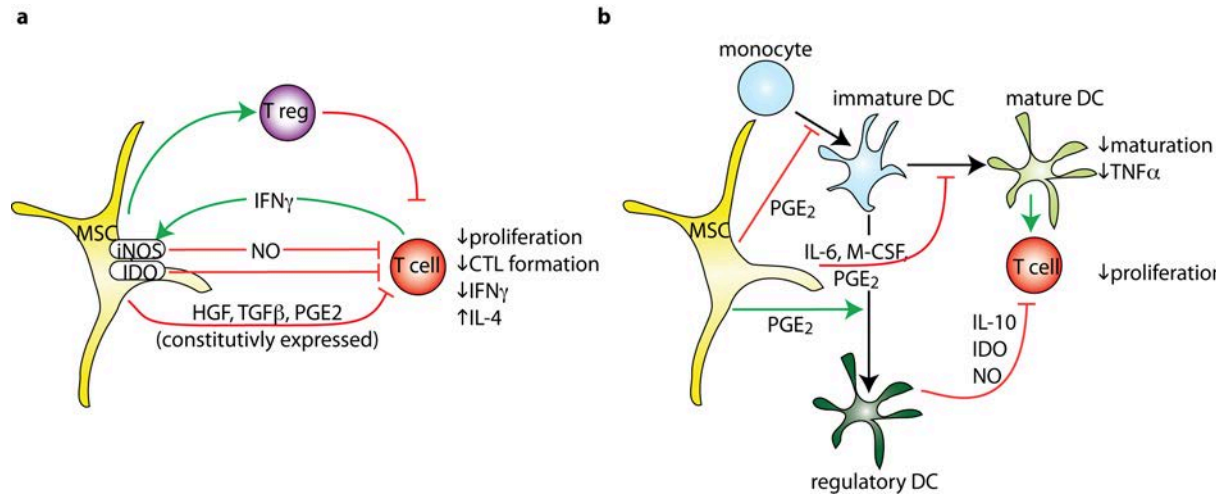 a
T reg
IFNγ
MSC
iNOS
NO
IDO
T cell
HGF, TGFβ, PGE2
(constitutivly expressed)
↓proliferation
↓CTL formation
↓IFNγ
↑IL-4
b
monocyte
immature DC
mature DC
↓maturation
↓TNFα
PGE₂
MSC
IL-6, M-CSF,
PGE₂
T cell
↓proliferation
PGE₂
IL-10
IDO
NO
regulatory DC